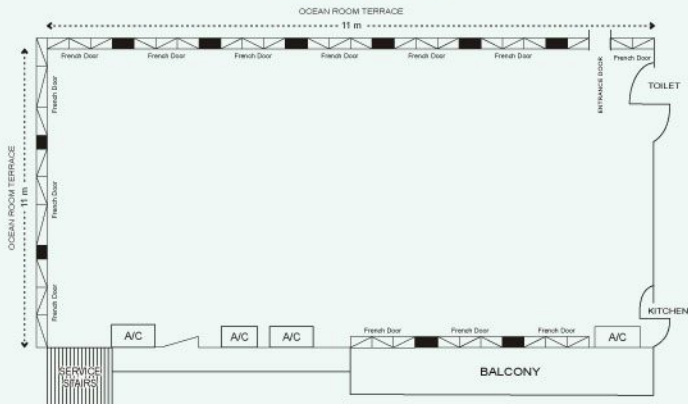 OCEAN ROOM TERRACE
11 m
French Door
French Door
French Door
French Door
French Door
French Door
ENTRANCE DOOR
French Door
TOILET
OCEAN ROOM TERRACE
11 m
French Door
French Door
French Door
KITCHEN
A/C
A/C
A/C
French Door
French Door
French Door
A/C
SERVICE
STAIRS
BALCONY